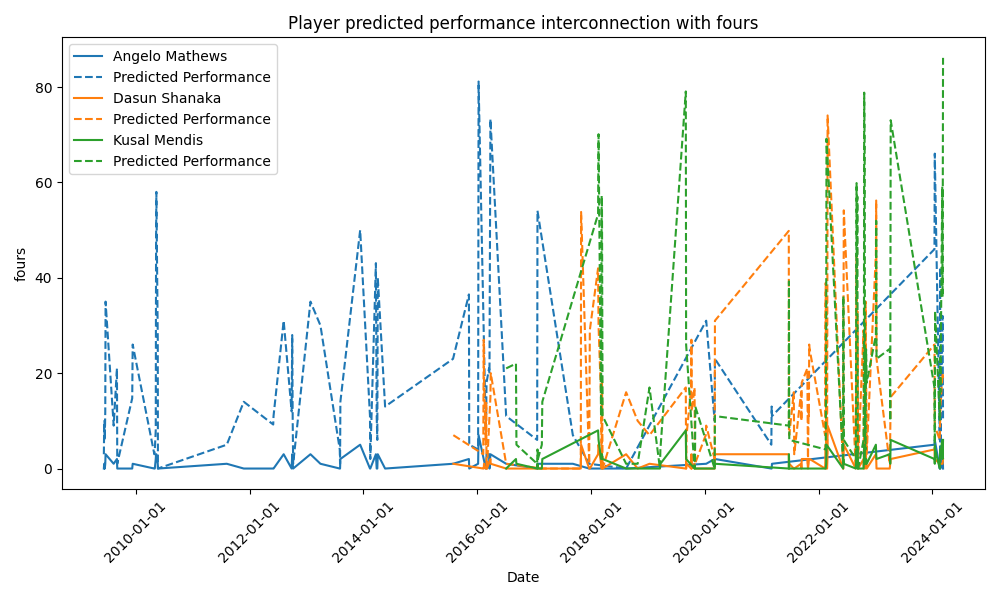 Player predicted performance interconnection with fours
Angelo Mathews
Predicted Performance
Dasun Shanaka
Predicted Performance
Kusal Mendis
Predicted Performance
fours
80
60
40
20
0
2010-01-01
2012-01-01
2014-01-01
2016-01-01
2018-01-01
2020-01-01
2022-01-01
2024-01-01
Date